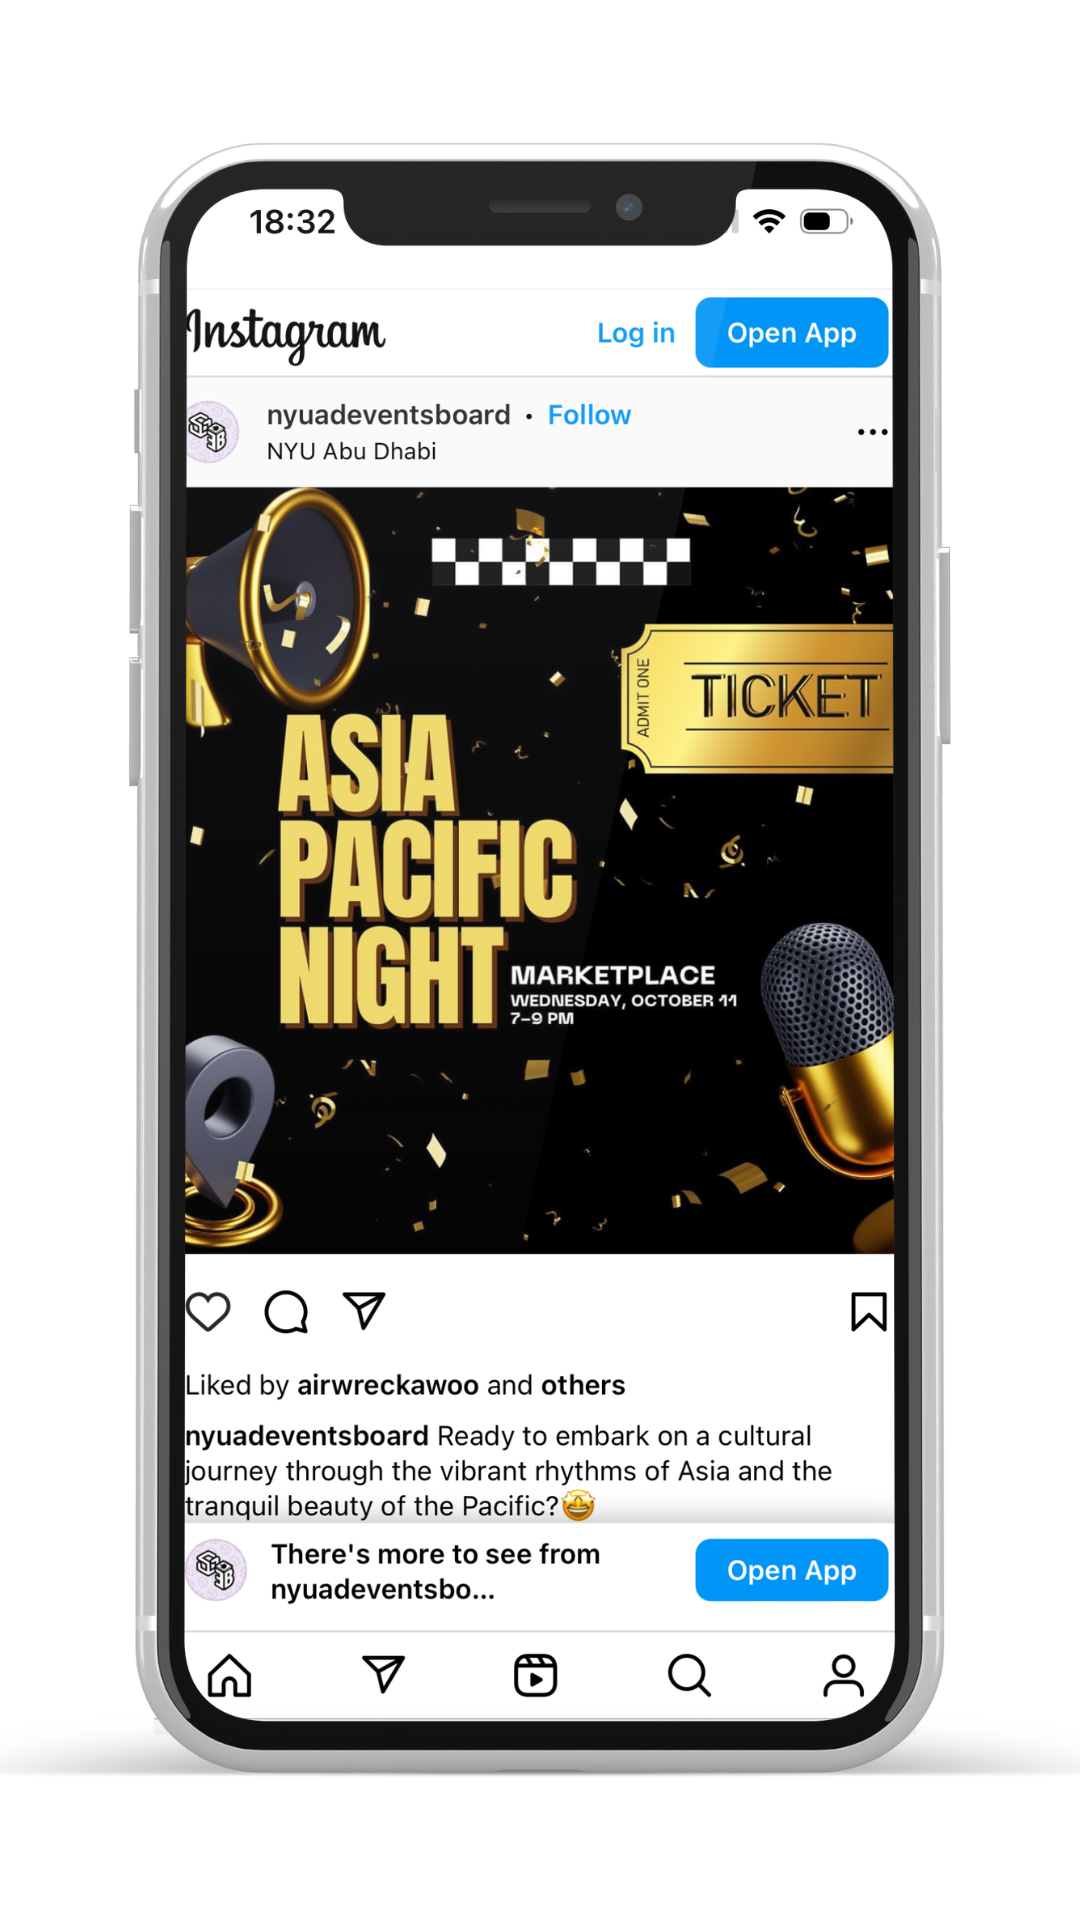 18:32
Instagram
Log in
Open App
nyuadeventsboard • Follow
NYU Abu Dhabi
ADMIT ONE
TICKET
ASIA
PACIFIC
NIGHT
MARKETPLACE
WEDNESDAY, OCTOBER 11
7–9 PM
Liked by airwreckawoo and others
nyuadeventsboard Ready to embark on a cultural
journey through the vibrant rhythms of Asia and the
tranquil beauty of the Pacific?🤩
There's more to see from
nyuadeventsbo...
Open App